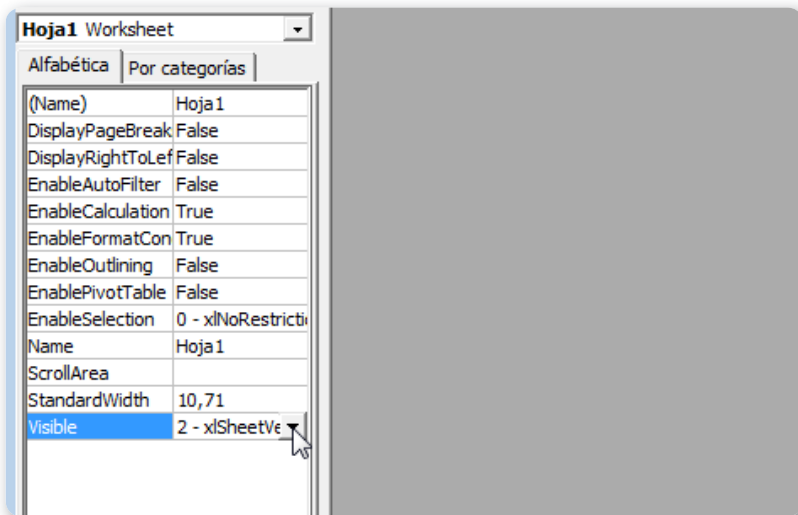 Hoja1 Worksheet
Alfabética Por categorías
(Name) Hoja1
DisplayPageBreak False
DisplayRightToLef False
EnableAutoFilter False
EnableCalculation True
EnableFormatCon True
EnableOutlining False
EnablePivotTable False
EnableSelection 0 - xlNoRestricti
Name Hoja1
ScrollArea
StandardWidth 10,71
Visible 2 - xlSheetVe